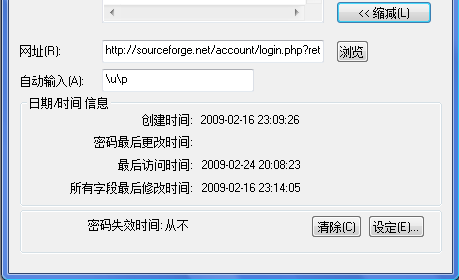 << 缩减(L)
网址(R): http://sourceforge.net/account/login.php?ret 浏览
自动输入(A): \u\p
日期/时间 信息
创建时间: 2009-02-16 23:09:26
密码最后更改时间:
最后访问时间: 2009-02-24 20:08:23
所有字段最后修改时间: 2009-02-16 23:14:05
密码失效时间: 从不 清除(C) 设定(E)...